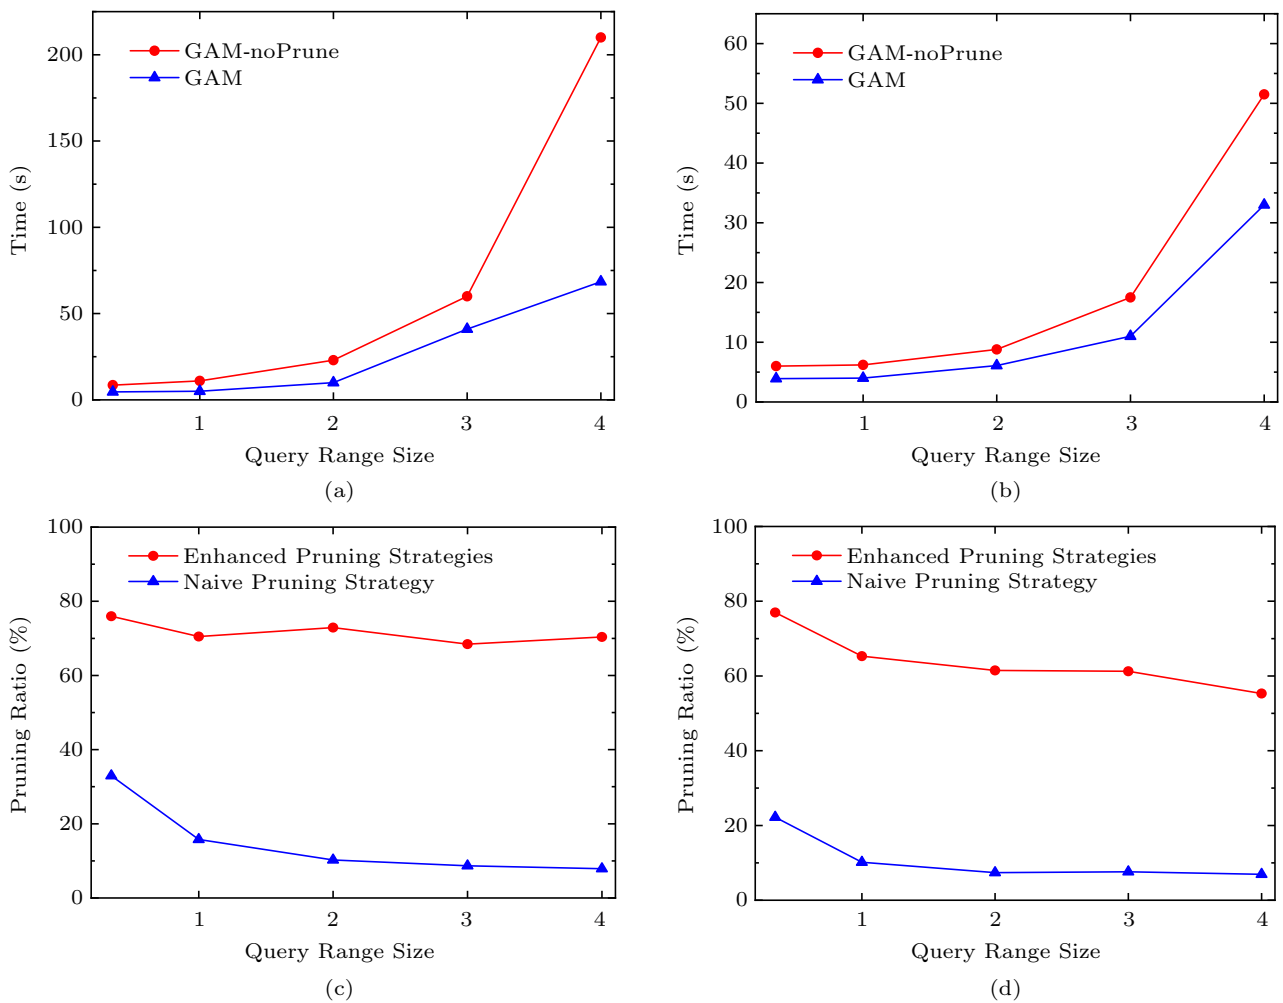 GAM-noPrune
GAM
200
150
100
50
0
1 2 3 4
Time (s)
Query Range Size
(a)
GAM-noPrune
GAM
60
50
40
30
20
10
0
1 2 3 4
Time (s)
Query Range Size
(b)
Enhanced Pruning Strategies
Naive Pruning Strategy
100
80
60
40
20
0
1 2 3 4
Pruning Ratio (%)
Query Range Size
(c)
Enhanced Pruning Strategies
Naive Pruning Strategy
100
80
60
40
20
0
1 2 3 4
Pruning Ratio (%)
Query Range Size
(d)